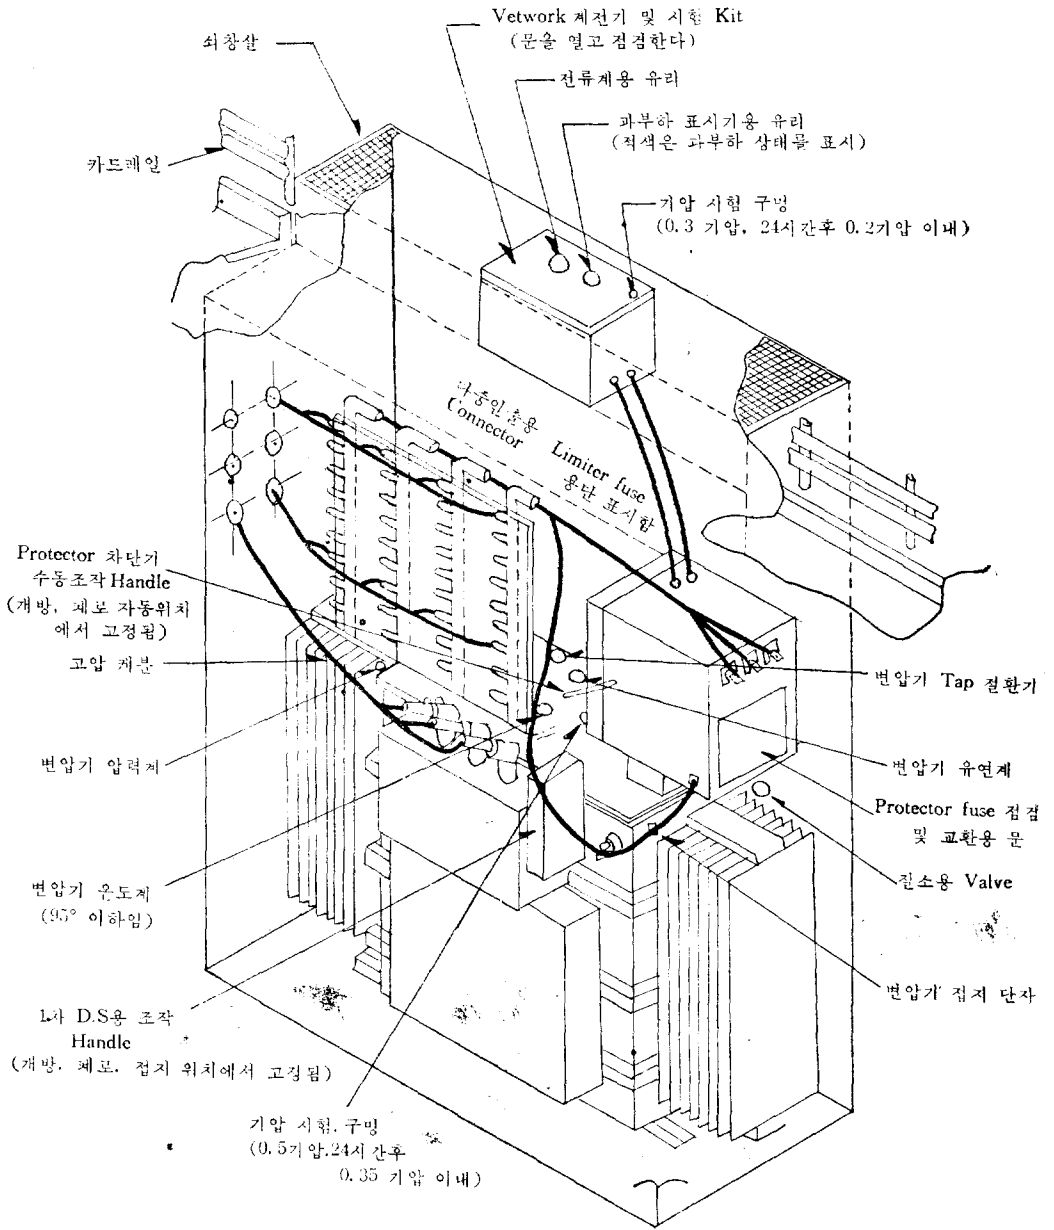 Vetwork 계전기 및 시험 Kit
(문을 열고 점검한다)
쇠창살
전류계용 유리
과부하 표시기용 유리
(적색은 과부하 상태를 표시)
카드레일
기압 시험 구멍
(0.3 기압, 24시간후 0.2기압 이내)
다중인출용
Connector
Limiter fuse
용단 표시함
Protector 차단기
수동조작 Handle
(개방, 폐로 자동위치
에서 고정됨)
고압 케분
변압기 Tap 절환기
변압기 압력계
변압기 유연계
Protector fuse 점검
및 교환용 문
변압기 온도계
(95° 이하임)
질소용 Valve
변압기 접지 단자
1차 D.S용 조작
Handle
(개방, 폐로, 접지 위치에서 고정됨)
기압 시험, 구멍
(0.5기압.24시간후
0.35 기압 이내)